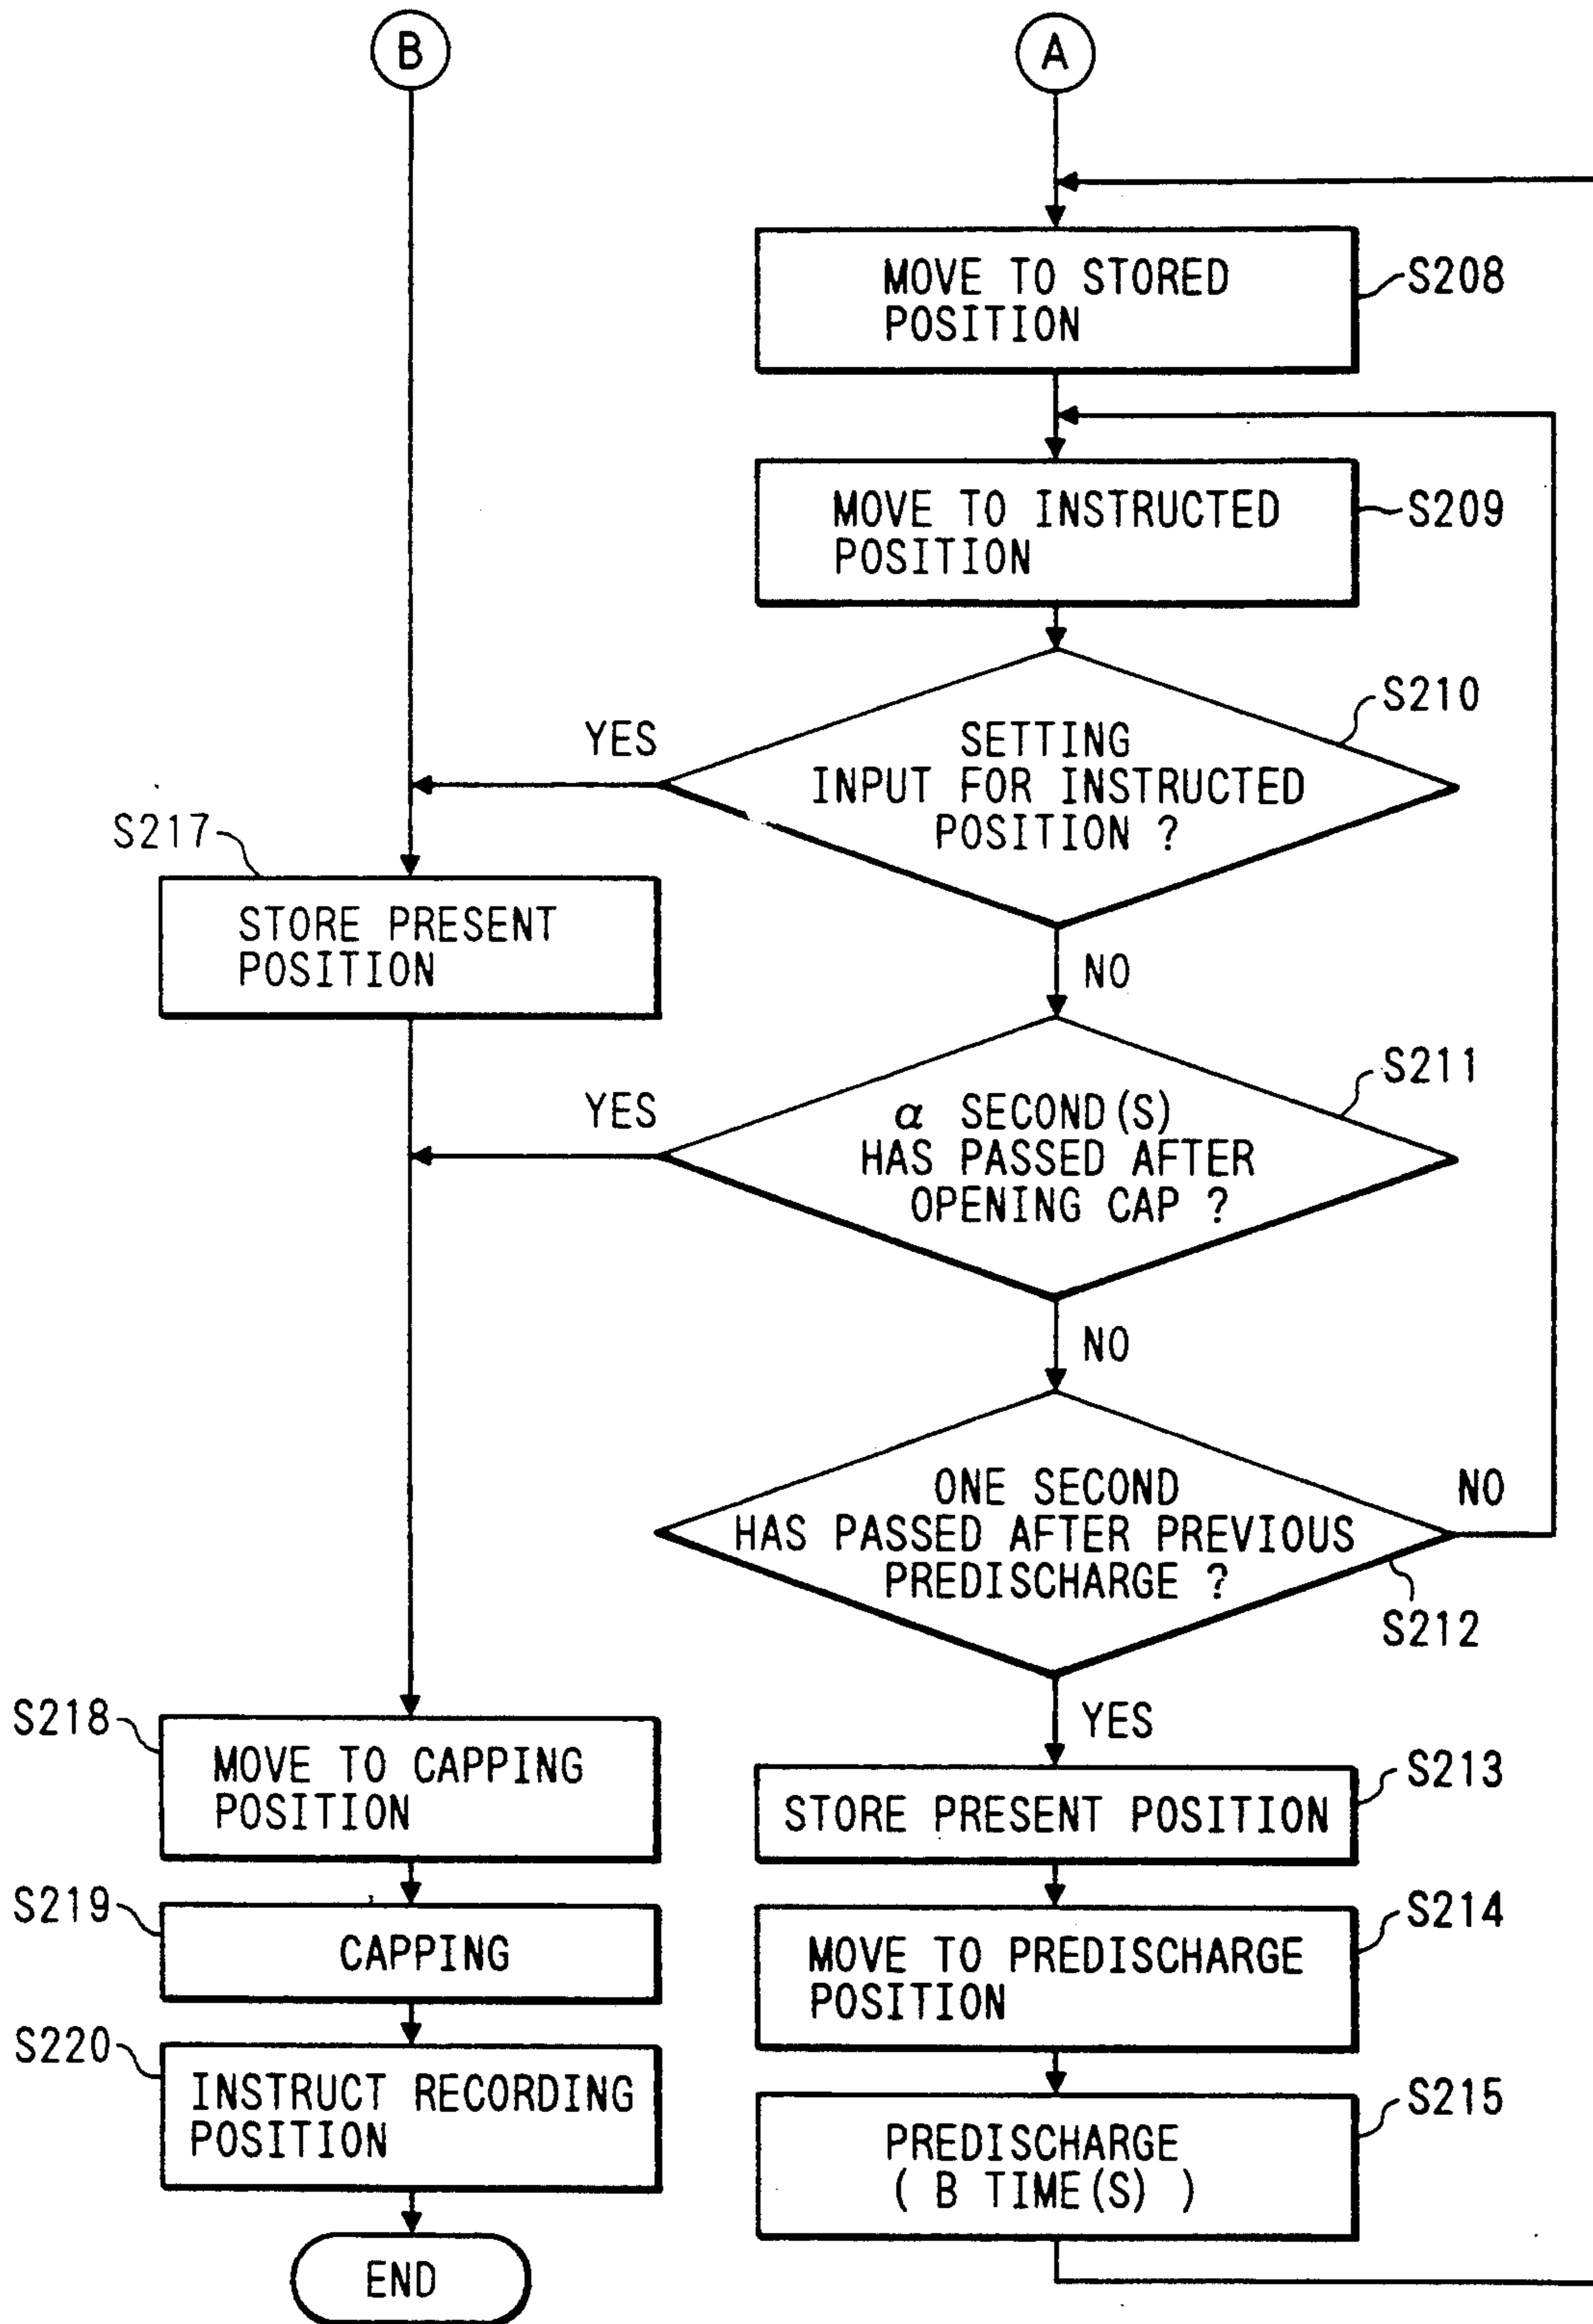 B
A
MOVE TO STORED
POSITION
S208
MOVE TO INSTRUCTED
POSITION
S209
S210
SETTING
INPUT FOR INSTRUCTED
POSITION ?
YES
NO
S217
STORE PRESENT
POSITION
S211
α SECOND(S)
HAS PASSED AFTER
OPENING CAP ?
YES
NO
ONE SECOND
HAS PASSED AFTER PREVIOUS
PREDISCHARGE ?
NO
S212
YES
S218
MOVE TO CAPPING
POSITION
S213
STORE PRESENT POSITION
S219
CAPPING
S214
MOVE TO PREDISCHARGE
POSITION
S220
INSTRUCT RECORDING
POSITION
S215
PREDISCHARGE
( B TIME(S) )
END